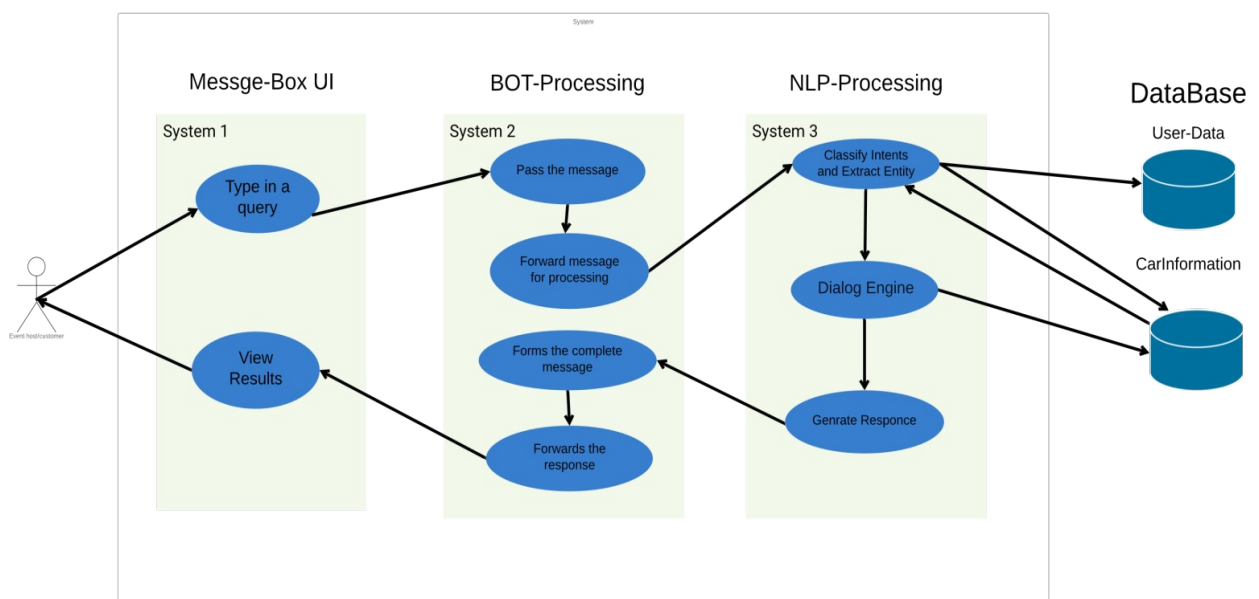 System
Messge-Box UI
BOT-Processing
NLP-Processing
DataBase
System 1
Type in a
query
View
Results
System 2
Pass the message
Forward message
for processing
Forms the complete
message
Forwards the
response
System 3
Classify Intents
and Extract Entity
Dialog Engine
Genrate Responce
User-Data
CarInformation
Event host/customer